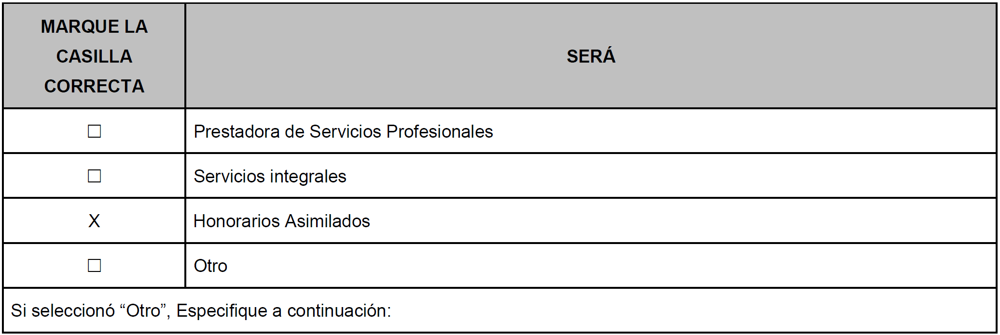 MARQUE LA
CASILLA
CORRECTA
SERÁ
☐ Prestadora de Servicios Profesionales
☐ Servicios integrales
X Honorarios Asimilados
☐ Otro
Si seleccionó “Otro”, Especifique a continuación: